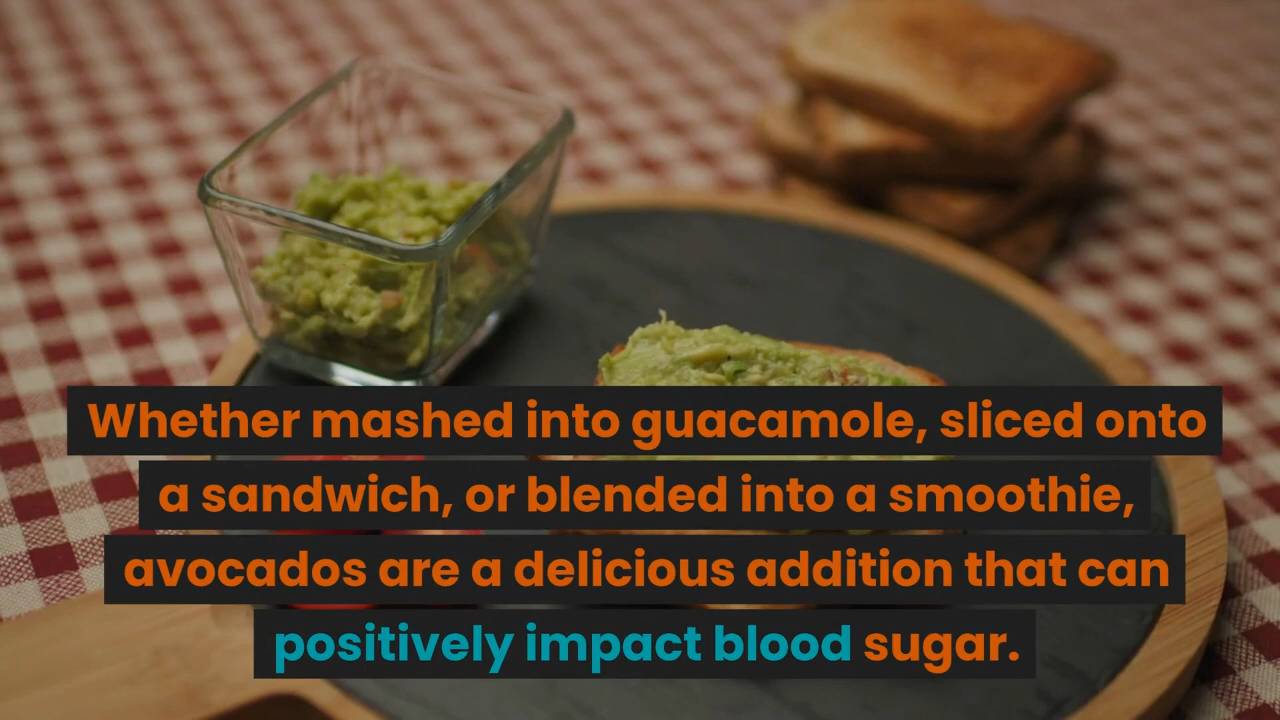 Whether mashed into guacamole, sliced onto
a sandwich, or blended into a smoothie,
avocados are a delicious addition that can
positively impact blood sugar.